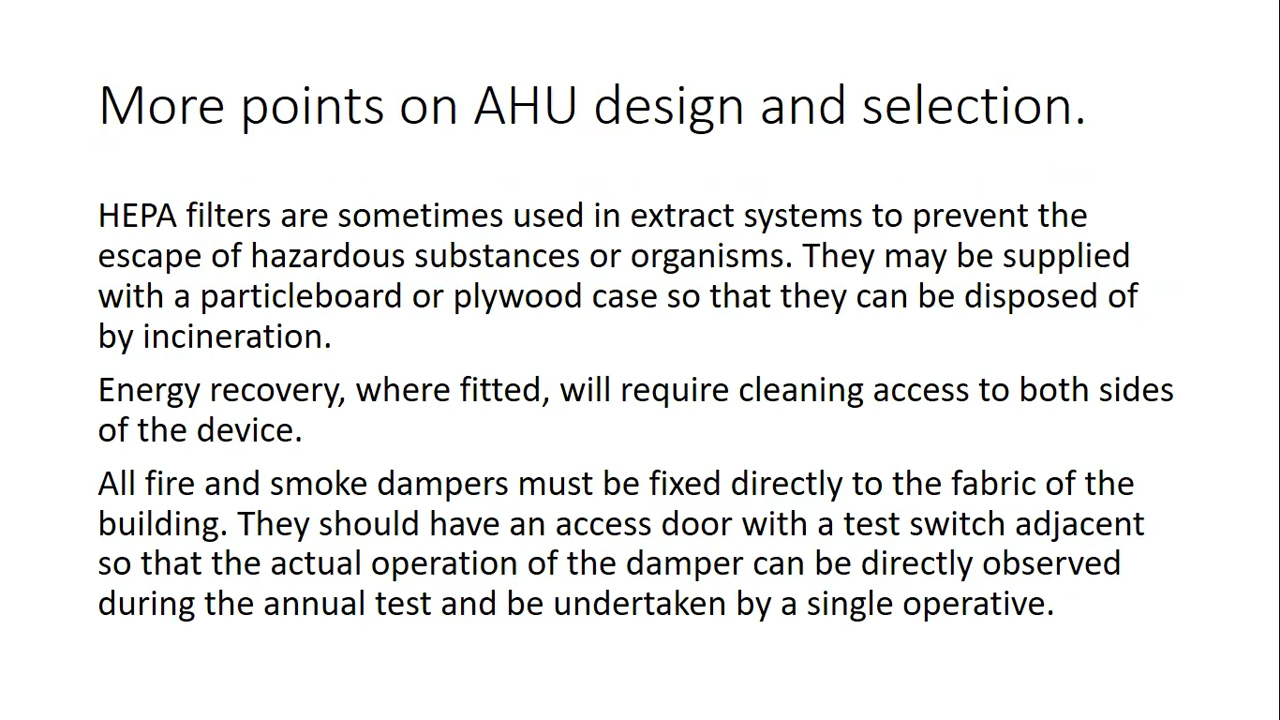 More points on AHU design and selection.
HEPA filters are sometimes used in extract systems to prevent the
escape of hazardous substances or organisms. They may be supplied
with a particleboard or plywood case so that they can be disposed of
by incineration.
Energy recovery, where fitted, will require cleaning access to both sides
of the device.
All fire and smoke dampers must be fixed directly to the fabric of the
building. They should have an access door with a test switch adjacent
so that the actual operation of the damper can be directly observed
during the annual test and be undertaken by a single operative.